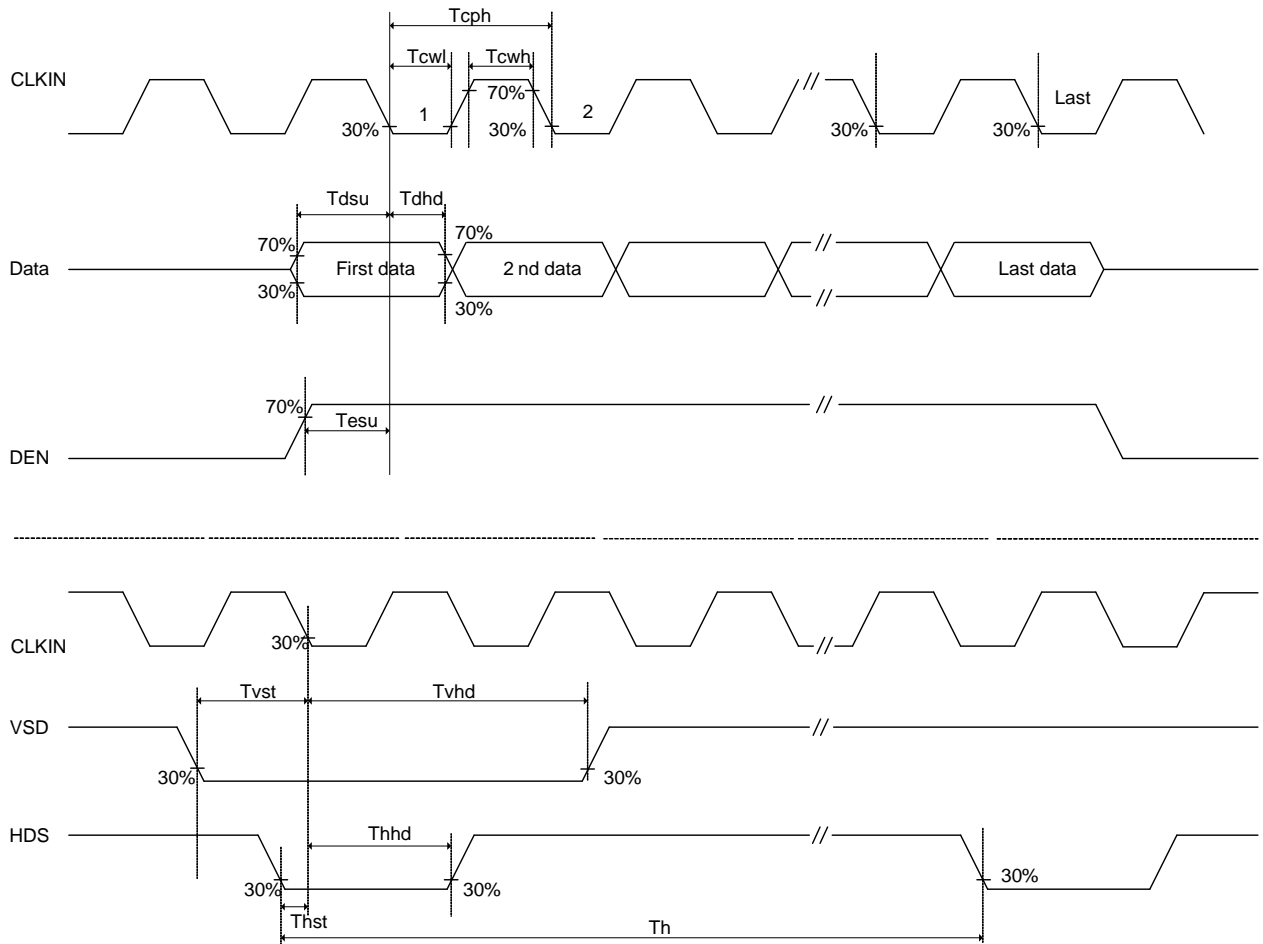 Tcph
Tcwl Tcwh
CLKIN
70%
1 2 Last
30% 30% 30% 30%
Tdsu Tdhd
70% 70%
Data First data 2 nd data Last data
30% 30%
70%
Tesu
DEN
30%
CLKIN
Tvst Tvhd
VSD
30% 30%
HDS Thhd
30% 30% 30%
Thst Th